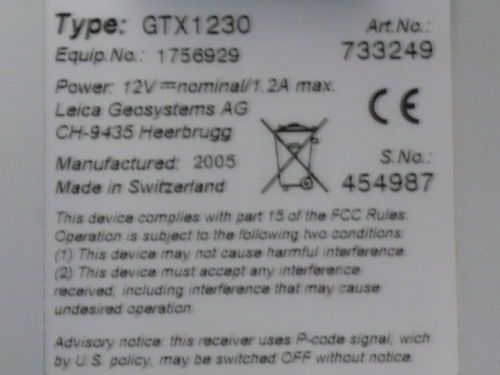 Type: GTX1230
Art.No.:
Equip.No.: 1756929
733249
Power: 12V nominal/1.2A max.
Leica Geosystems AG
CE
CH-9435 Heerbrugg
Manufactured: 2005
S.No.:
Made in Switzerland
454987
This device complies with part 15 of the FCC Rules.
Operation is subject to the following two conditions:
(1) This device may not cause harmful interference.
(2) This device must accept any interference
received, including interference that may cause
undesired operation.
Advisory notice: this receiver uses P-code signal, wich
by U.S. policy, may be switched OFF without notice.